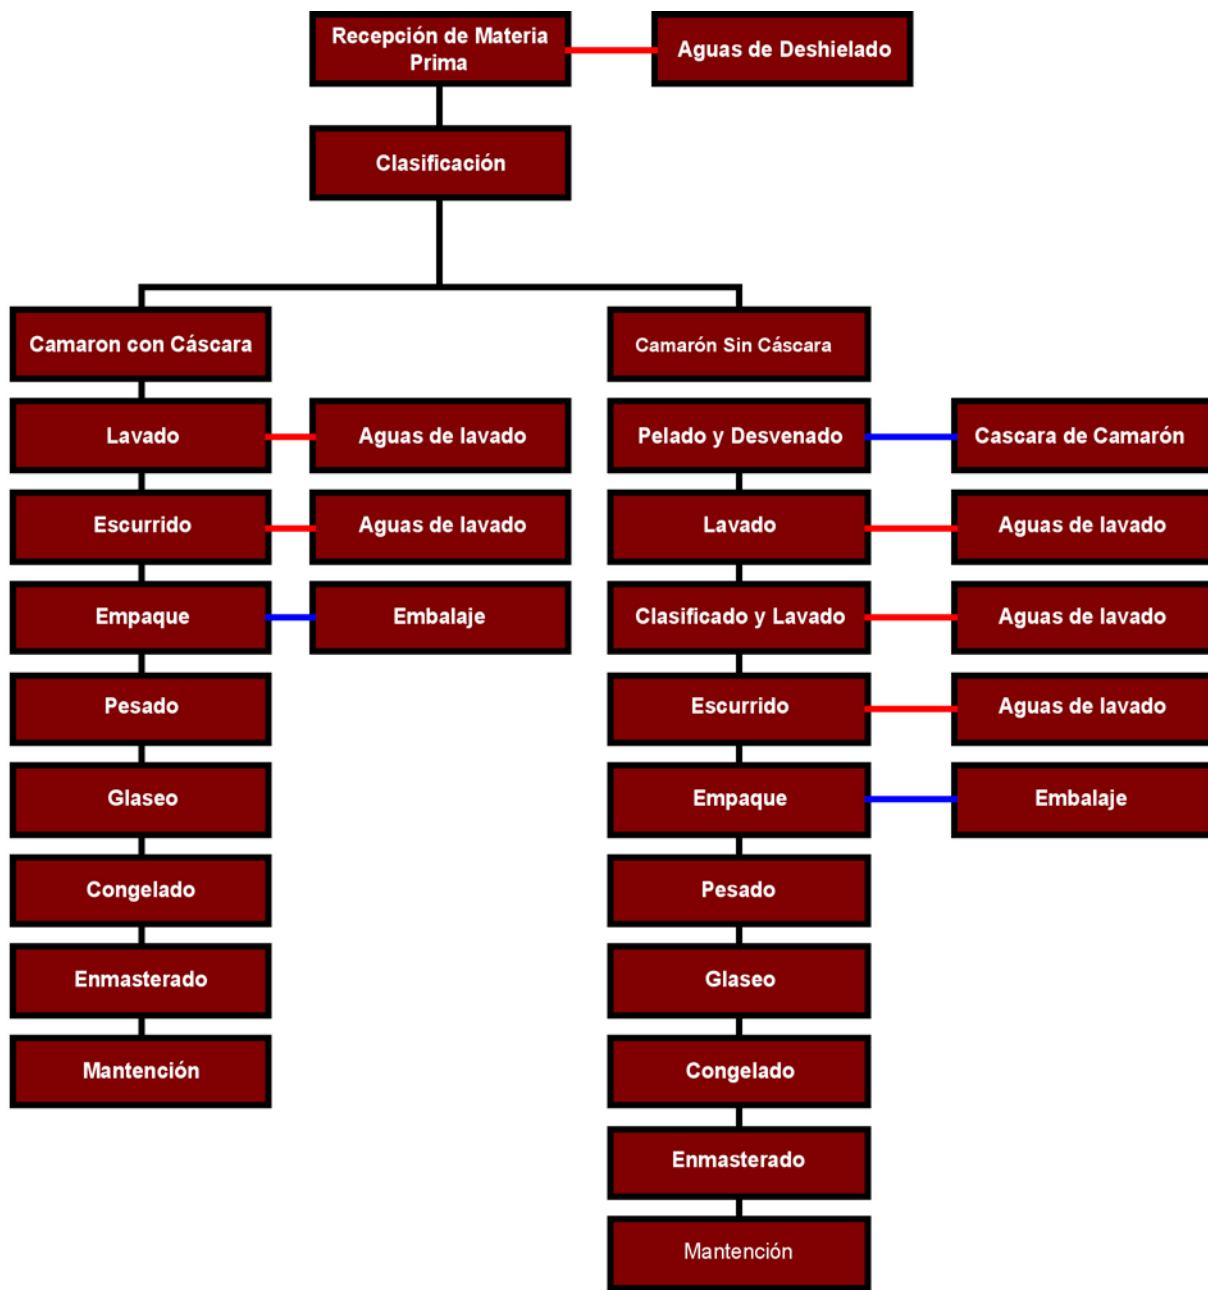 Recepción de Materia
Prima
Aguas de Deshielado
Clasificación
Camaron con Cáscara
Camarón Sin Cáscara
Lavado
Aguas de lavado
Pelado y Desvenado
Cascara de Camarón
Escurrido
Aguas de lavado
Lavado
Aguas de lavado
Empaque
Embalaje
Clasificado y Lavado
Aguas de lavado
Pesado
Escurrido
Aguas de lavado
Glaseo
Empaque
Embalaje
Congelado
Pesado
Enmasterado
Glaseo
Mantención
Congelado
Enmasterado
Mantención